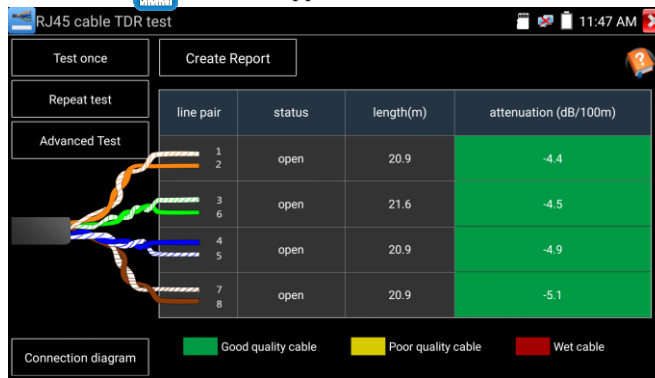 RJ45 cable TDR test
11:47 AM
Test once
Create Report
Repeat test
Advanced Test
line pair status length(m) attenuation (dB/100m)
1
2
open 20.9 -4.4
3
6
open 21.6 -4.5
4
5
open 20.9 -4.9
7
8
open 20.9 -5.1
Good quality cable Poor quality cable Wet cable
Connection diagram